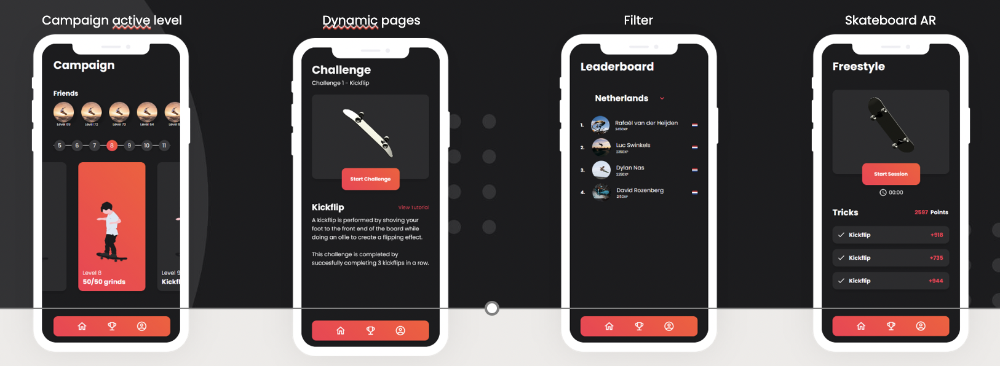 Campaign active level
Campaign
Friends
Level 59
Level 72
Level 70
Level 64
5
6
7
8
9
10
11
Level 8
50/50 grinds
Level 9
Kickfl
Dynamic pages
Challenge
Challenge 1 - Kickflip
Start Challenge
Kickflip
View Tutorial
A kickflip is performed by shoving your
foot to the front end of the board while
doing an ollie to create a flipping effect.
This challenge is completed by
succesfully completing 3 kickflips in a row.
Filter
Leaderboard
Netherlands
1.
Rafaël van der Heijden
2450XP
2.
Luc Swinkels
2350XP
3.
Dylan Nas
2250XP
4.
David Rozenberg
2150XP
Skateboard AR
Freestyle
Start Session
00:00
Tricks
2597 Points
Kickflip
+918
Kickflip
+735
Kickflip
+944